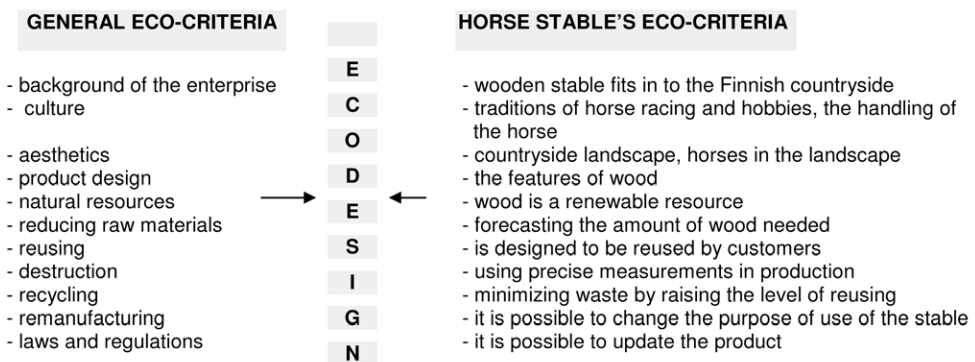 GENERAL ECO-CRITERIA
- background of the enterprise
- culture
- aesthetics
- product design
- natural resources
- reducing raw materials
- reusing
- destruction
- recycling
- remanufacturing
- laws and regulations
E
C
O
D
E
S
I
G
N
HORSE STABLE'S ECO-CRITERIA
- wooden stable fits in to the Finnish countryside
- traditions of horse racing and hobbies, the handling of
the horse
- countryside landscape, horses in the landscape
- the features of wood
- wood is a renewable resource
- forecasting the amount of wood needed
- is designed to be reused by customers
- using precise measurements in production
- minimizing waste by raising the level of reusing
- it is possible to change the purpose of use of the stable
- it is possible to update the product